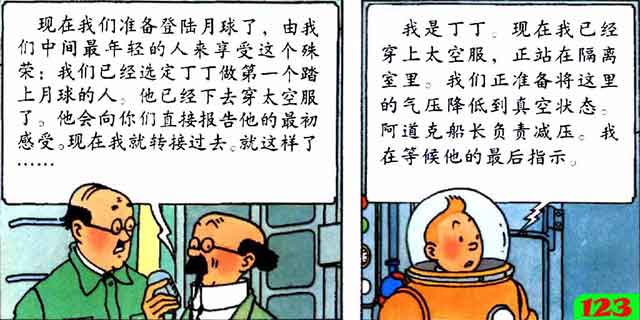 现在我们准备登陆月球了，由我
们中间最年轻的人来享受这个殊
荣；我们已经选定丁丁做第一个踏
上月球的人。他已经下去穿太空服
了。他会向你们直接报告他的最初
感受。现在我就转接过去。就这样了
……
我是丁丁。现在我已经
穿上太空服，正站在隔离
室里。我们正准备将这里
的气压降低到真空状态。
阿道克船长负责减压。我
在等候他的最后指示。
123